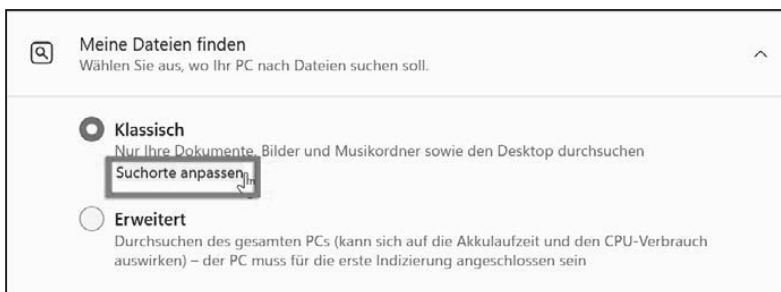 Meine Dateien finden
Wählen Sie aus, wo Ihr PC nach Dateien suchen soll.
Klassisch
Nur Ihre Dokumente, Bilder und Musikordner sowie den Desktop durchsuchen
Suchorte anpassen
Erweitert
Durchsuchen des gesamten PCs (kann sich auf die Akkulaufzeit und den CPU-Verbrauch
auswirken) – der PC muss für die erste Indizierung angeschlossen sein